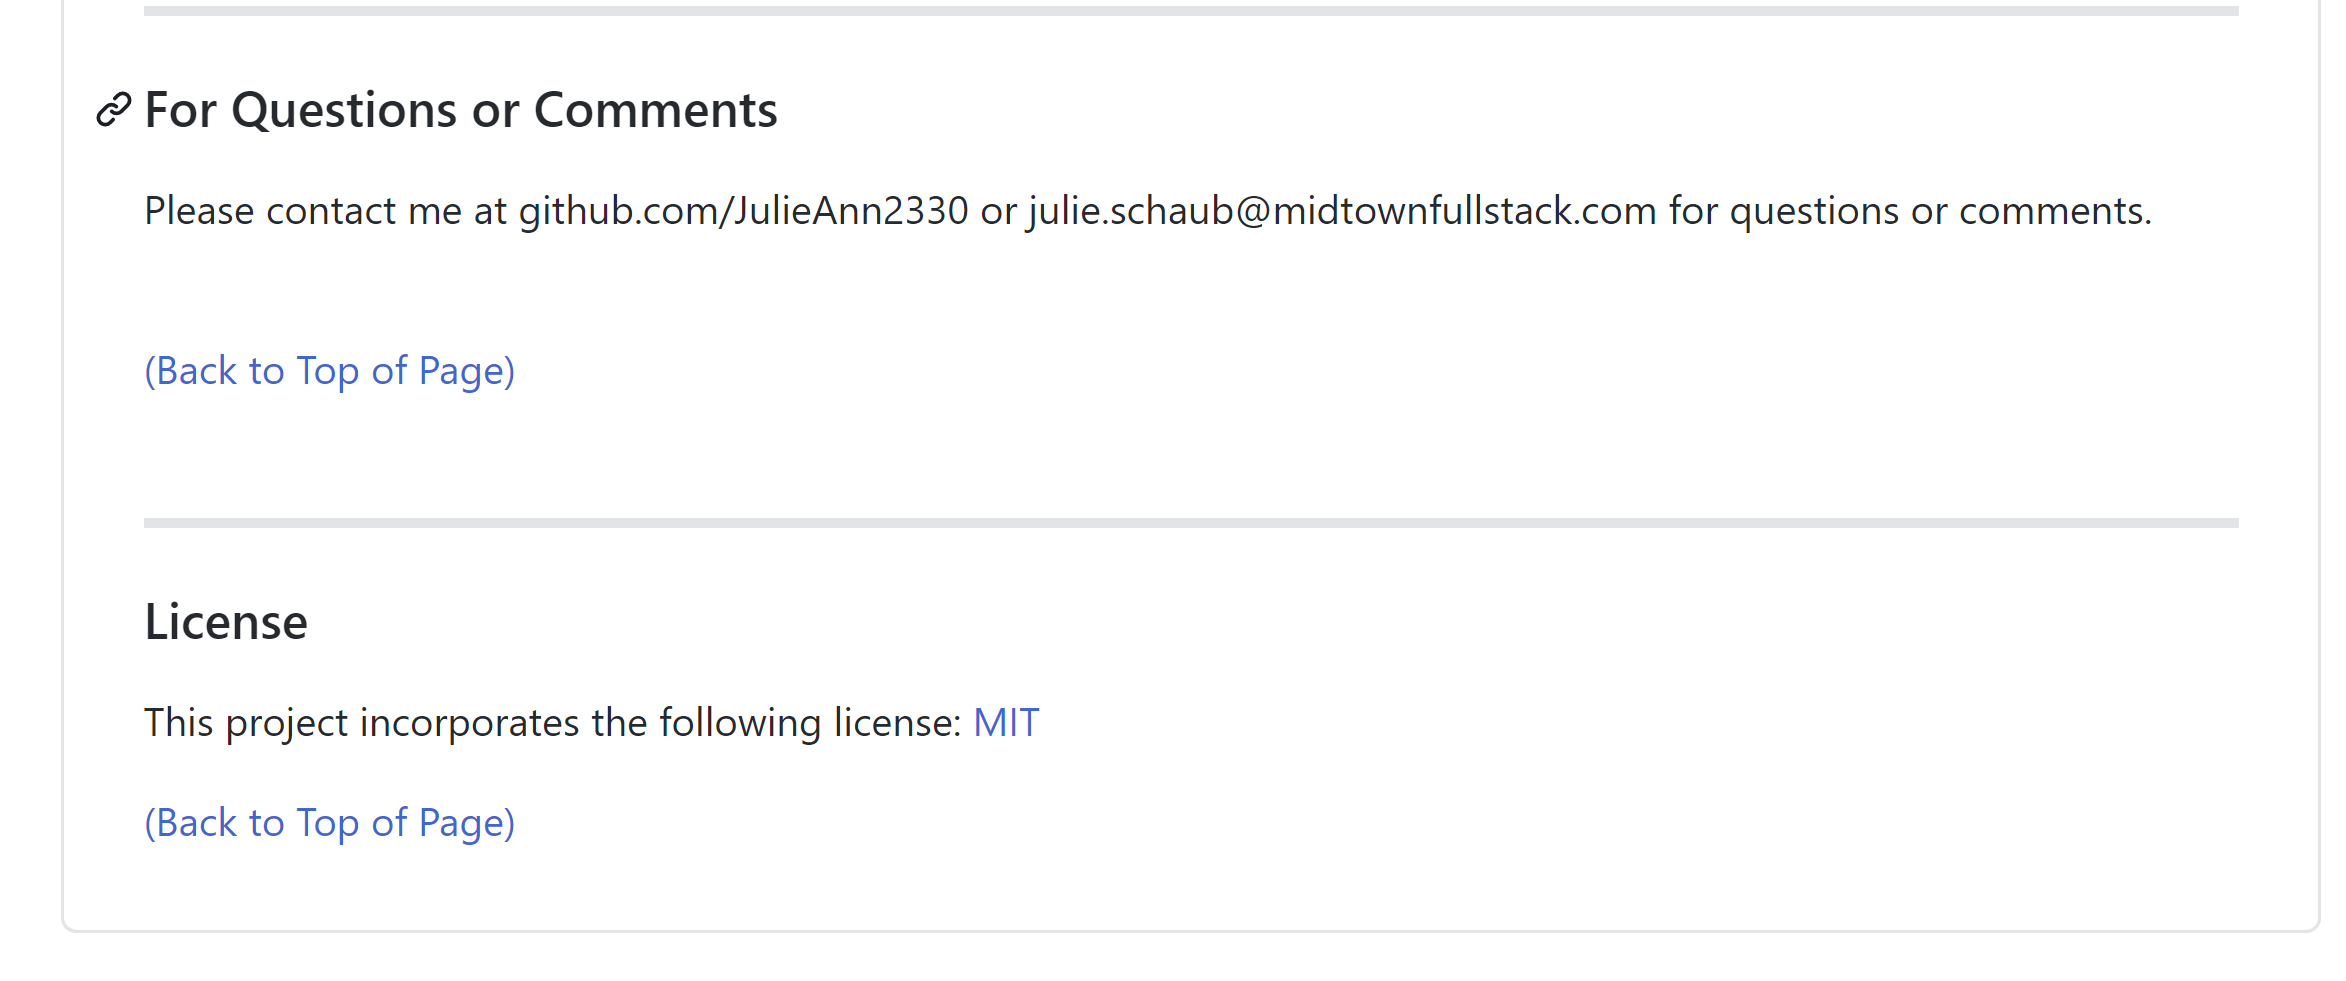 For Questions or Comments
Please contact me at github.com/JulieAnn2330 or julie.schaub@midtownfullstack.com for questions or comments.
(Back to Top of Page)
License
This project incorporates the following license: MIT
(Back to Top of Page)